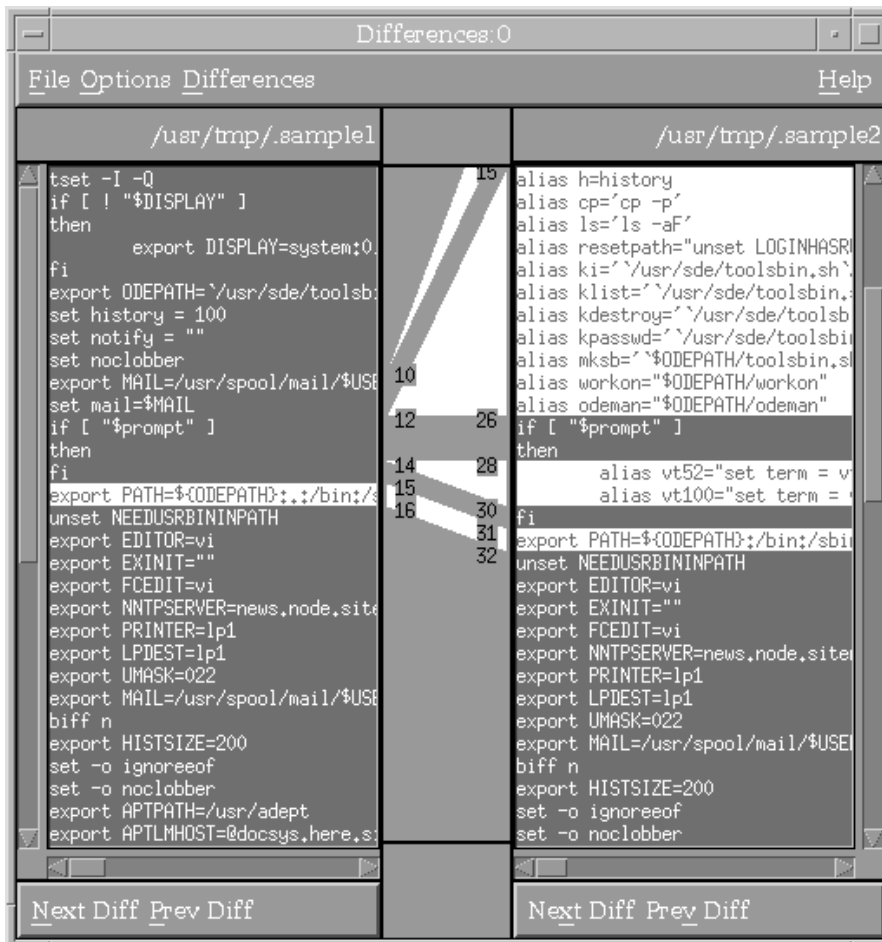 Differences:0
File Options Differences Help
/usr/tmp/.sample1
tset -I -Q
if [ ! "$DISPLAY" ]
then
export DISPLAY=system:0.
fi
export ODEPATH=`/usr/sde/toolsb
set history = 100
set notify = ""
set noclobber
export MAIL=/usr/spool/mail/$USE
set mail=$MAIL
if [ "$prompt" ]
then
fi
export PATH=${ODEPATH}:.:/bin:/s
unset NEEDUSRBININPATH
export EDITOR=vi
export EXINIT=""
export FCEDIT=vi
export NNTPSERVER=news.node.site
export PRINTER=lp1
export LPDEST=lp1
export UMASK=022
export MAIL=/usr/spool/mail/$USE
biff n
export HISTSIZE=200
set -o ignoreeof
set -o noclobber
export APTPATH=/usr/adept
export APTLMHOST=@docsys.here.s
Next Diff Prev Diff
15
10
12 26
14 28
15
16 30
31
32
/usr/tmp/.sample2
alias h=history
alias cp='cp -p'
alias ls='ls -aF'
alias resetpath="unset LOGINHASR
alias ki='`/usr/sde/toolsbin.sh`
alias klist='`/usr/sde/toolsbin.
alias kdestroy='`/usr/sde/toolsb
alias kpasswd='`/usr/sde/toolsbi
alias mksb='`$ODEPATH/toolsbin.s
alias workon="$ODEPATH/workon"
alias odeman="$ODEPATH/odeman"
if [ "$prompt" ]
then
alias vt52="set term = v
alias vt100="set term =
fi
export PATH=${ODEPATH}:/bin:/sbi
unset NEEDUSRBININPATH
export EDITOR=vi
export EXINIT=""
export FCEDIT=vi
export NNTPSERVER=news.node.site
export PRINTER=lp1
export LPDEST=lp1
export UMASK=022
export MAIL=/usr/spool/mail/$USE
biff n
export HISTSIZE=200
set -o ignoreeof
set -o noclobber
Next Diff Prev Diff